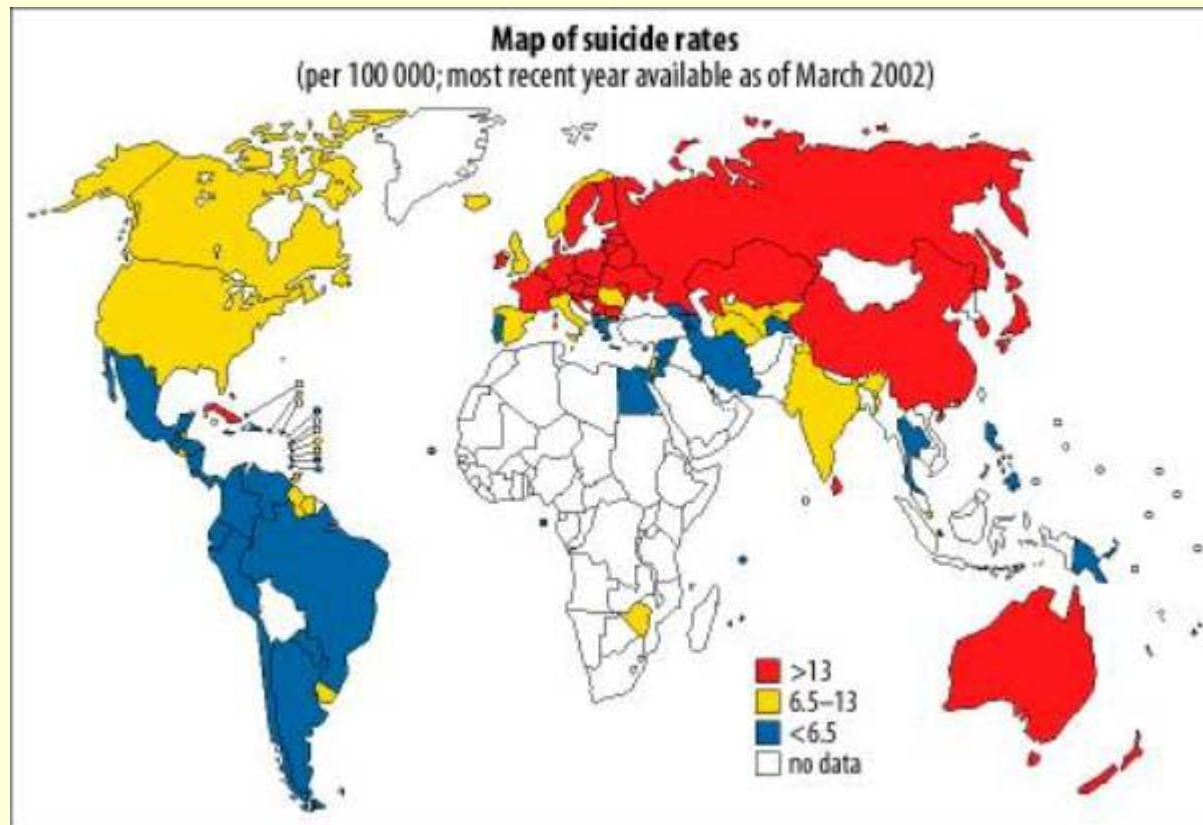 Map of suicide rates
(per 100 000; most recent year available as of March 2002)
>13
6.5–13
<6.5
no data